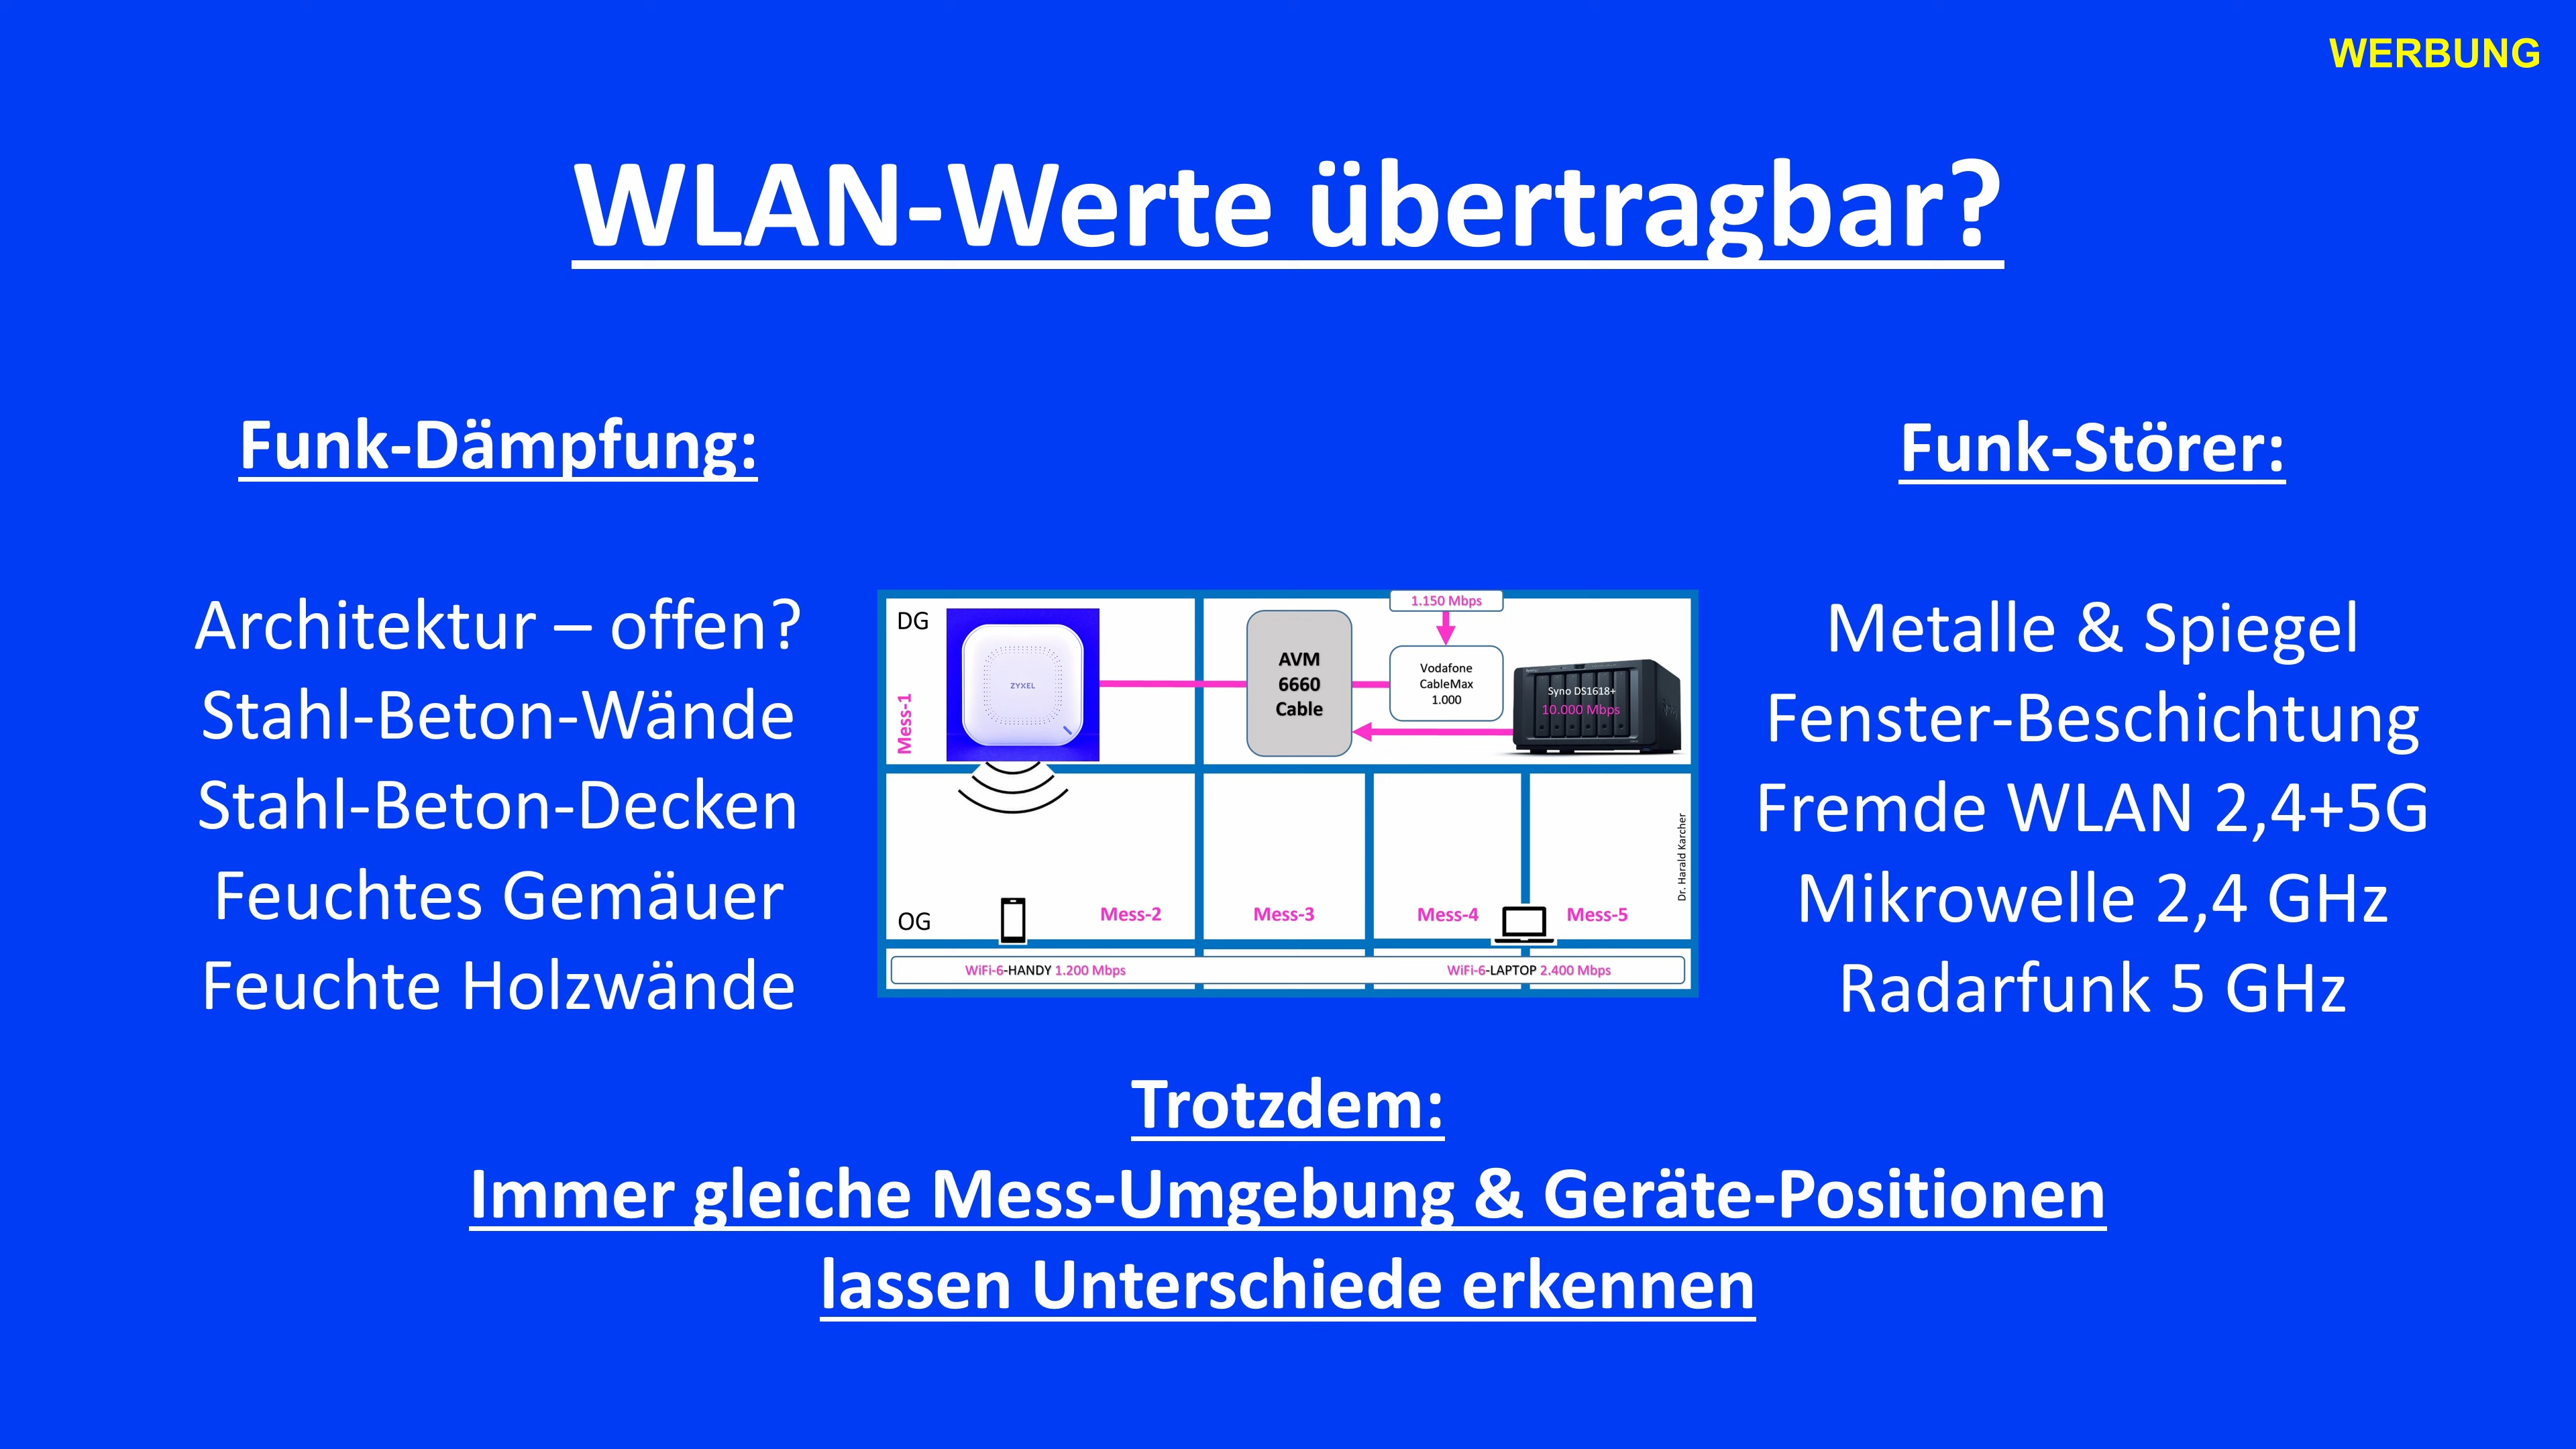 WERBUNG
WLAN-Werte übertragbar?
Funk-Dämpfung:
Architektur – offen?
Stahl-Beton-Wände
Stahl-Beton-Decken
Feuchtes Gemäuer
Feuchte Holzwände
DG
Mess-1
ZYXEL
AVM
6660
Cable
1.150 Mbps
Vodafone
CableMax
1.000
Syno DS1618+
10.000 Mbps
OG
Mess-2
Mess-3
Mess-4
Mess-5
Dr. Harald Karcher
WiFi-6-HANDY 1.200 Mbps
WiFi-6-LAPTOP 2.400 Mbps
Funk-Störer:
Metalle & Spiegel
Fenster-Beschichtung
Fremde WLAN 2,4+5G
Mikrowelle 2,4 GHz
Radarfunk 5 GHz
Trotzdem:
Immer gleiche Mess-Umgebung & Geräte-Positionen
lassen Unterschiede erkennen